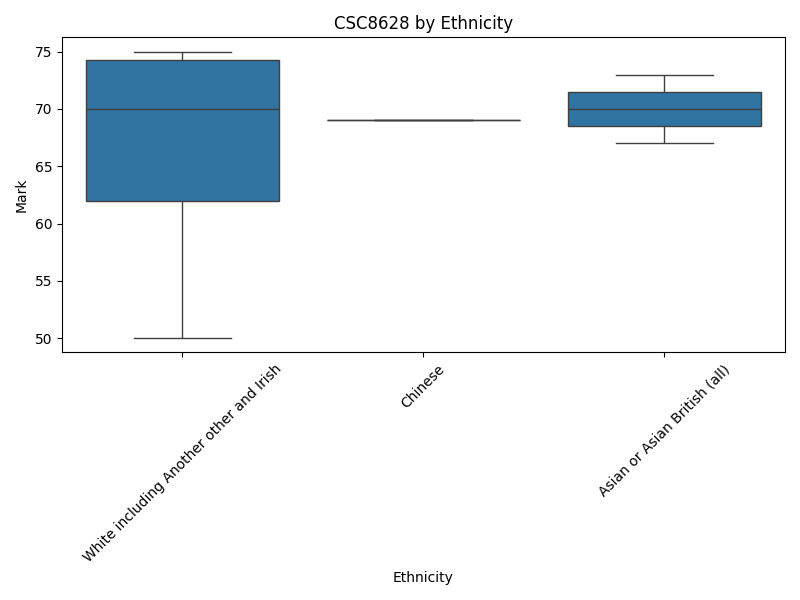 CSC8628 by Ethnicity
75
70
65
60
55
50
Mark
White including Another other and Irish
Chinese
Asian or Asian British (all)
Ethnicity